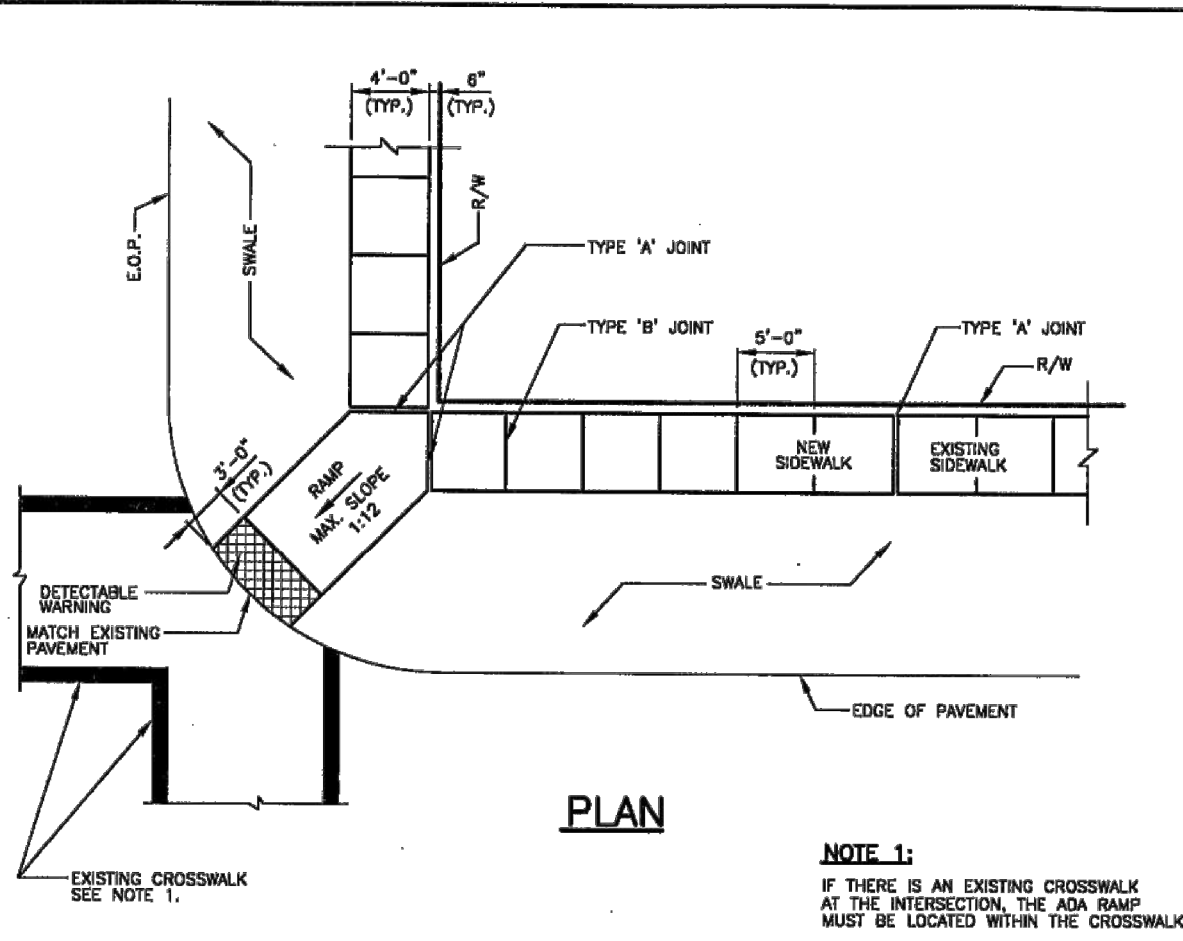 4'-0"
(TYP.)
6"
(TYP.)
R/W
E.O.P.
SWALE
TYPE 'A' JOINT
TYPE 'B' JOINT
5'-0"
(TYP.)
TYPE 'A' JOINT
R/W
3'-0"
(TYP.)
RAMP
MAX. SLOPE
1:12
NEW
SIDEWALK
EXISTING
SIDEWALK
DETECTABLE
WARNING
MATCH EXISTING
PAVEMENT
SWALE
EDGE OF PAVEMENT
PLAN
EXISTING CROSSWALK
SEE NOTE 1.
NOTE 1:
IF THERE IS AN EXISTING CROSSWALK
AT THE INTERSECTION, THE ADA RAMP
MUST BE LOCATED WITHIN THE CROSSWALK